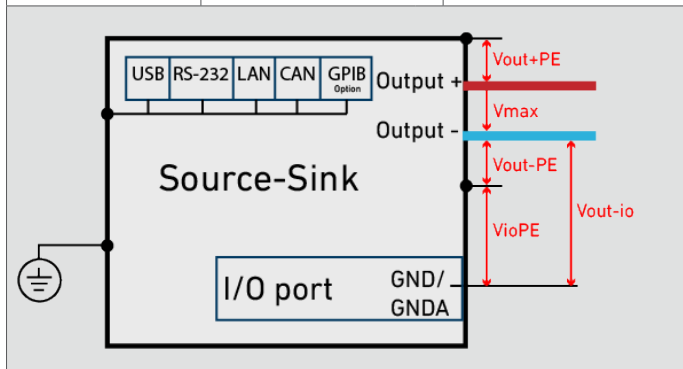 USB RS-232 LAN CAN GPIB
Option
Output +
Output -
Source-Sink
I/O port
GND/
GNDA
Vout+PE
Vmax
Vout-PE
VioPE
Vout-io